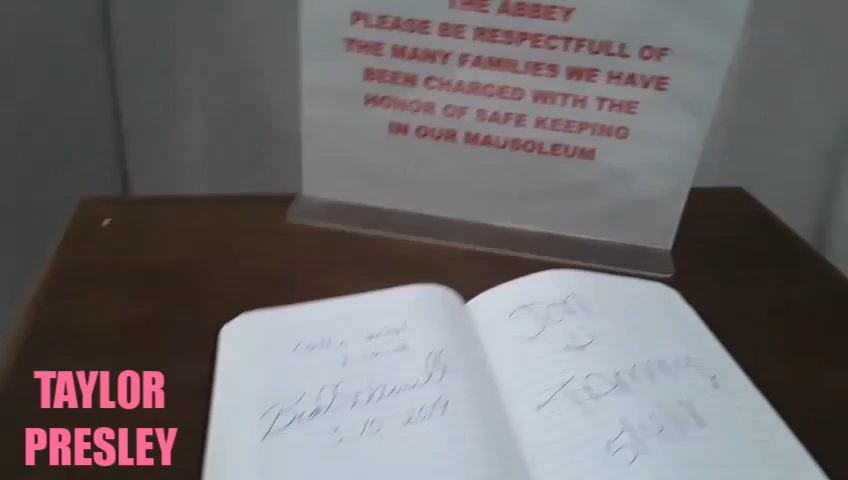 THE ABBEY
PLEASE BE RESPECTFULL OF
THE MANY FAMILIES WE HAVE
BEEN CHARGED WITH THE
HONOR OF SAFE KEEPING
IN OUR MAUSOLEUM
Jon
TAYLOR
PRESLEY